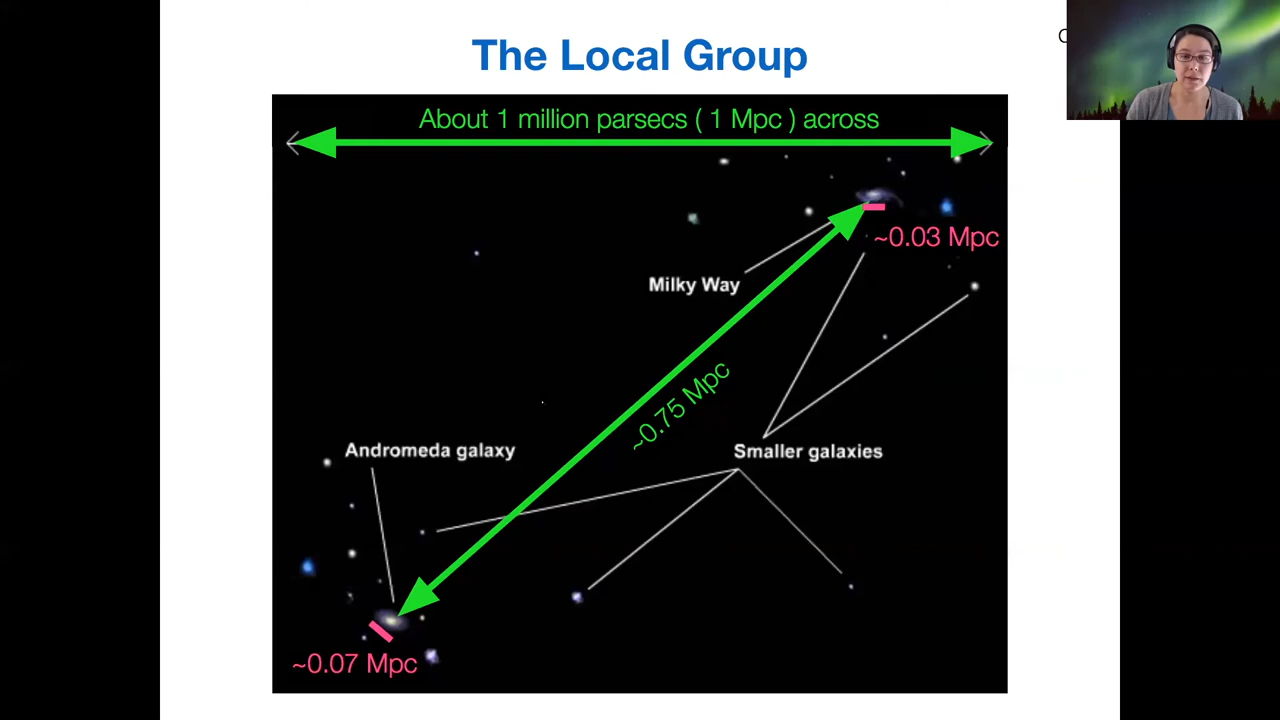 The Local Group
About 1 million parsecs ( 1 Mpc ) across
~0.03 Mpc
Milky Way
~0.75 Mpc
Andromeda galaxy
Smaller galaxies
~0.07 Mpc